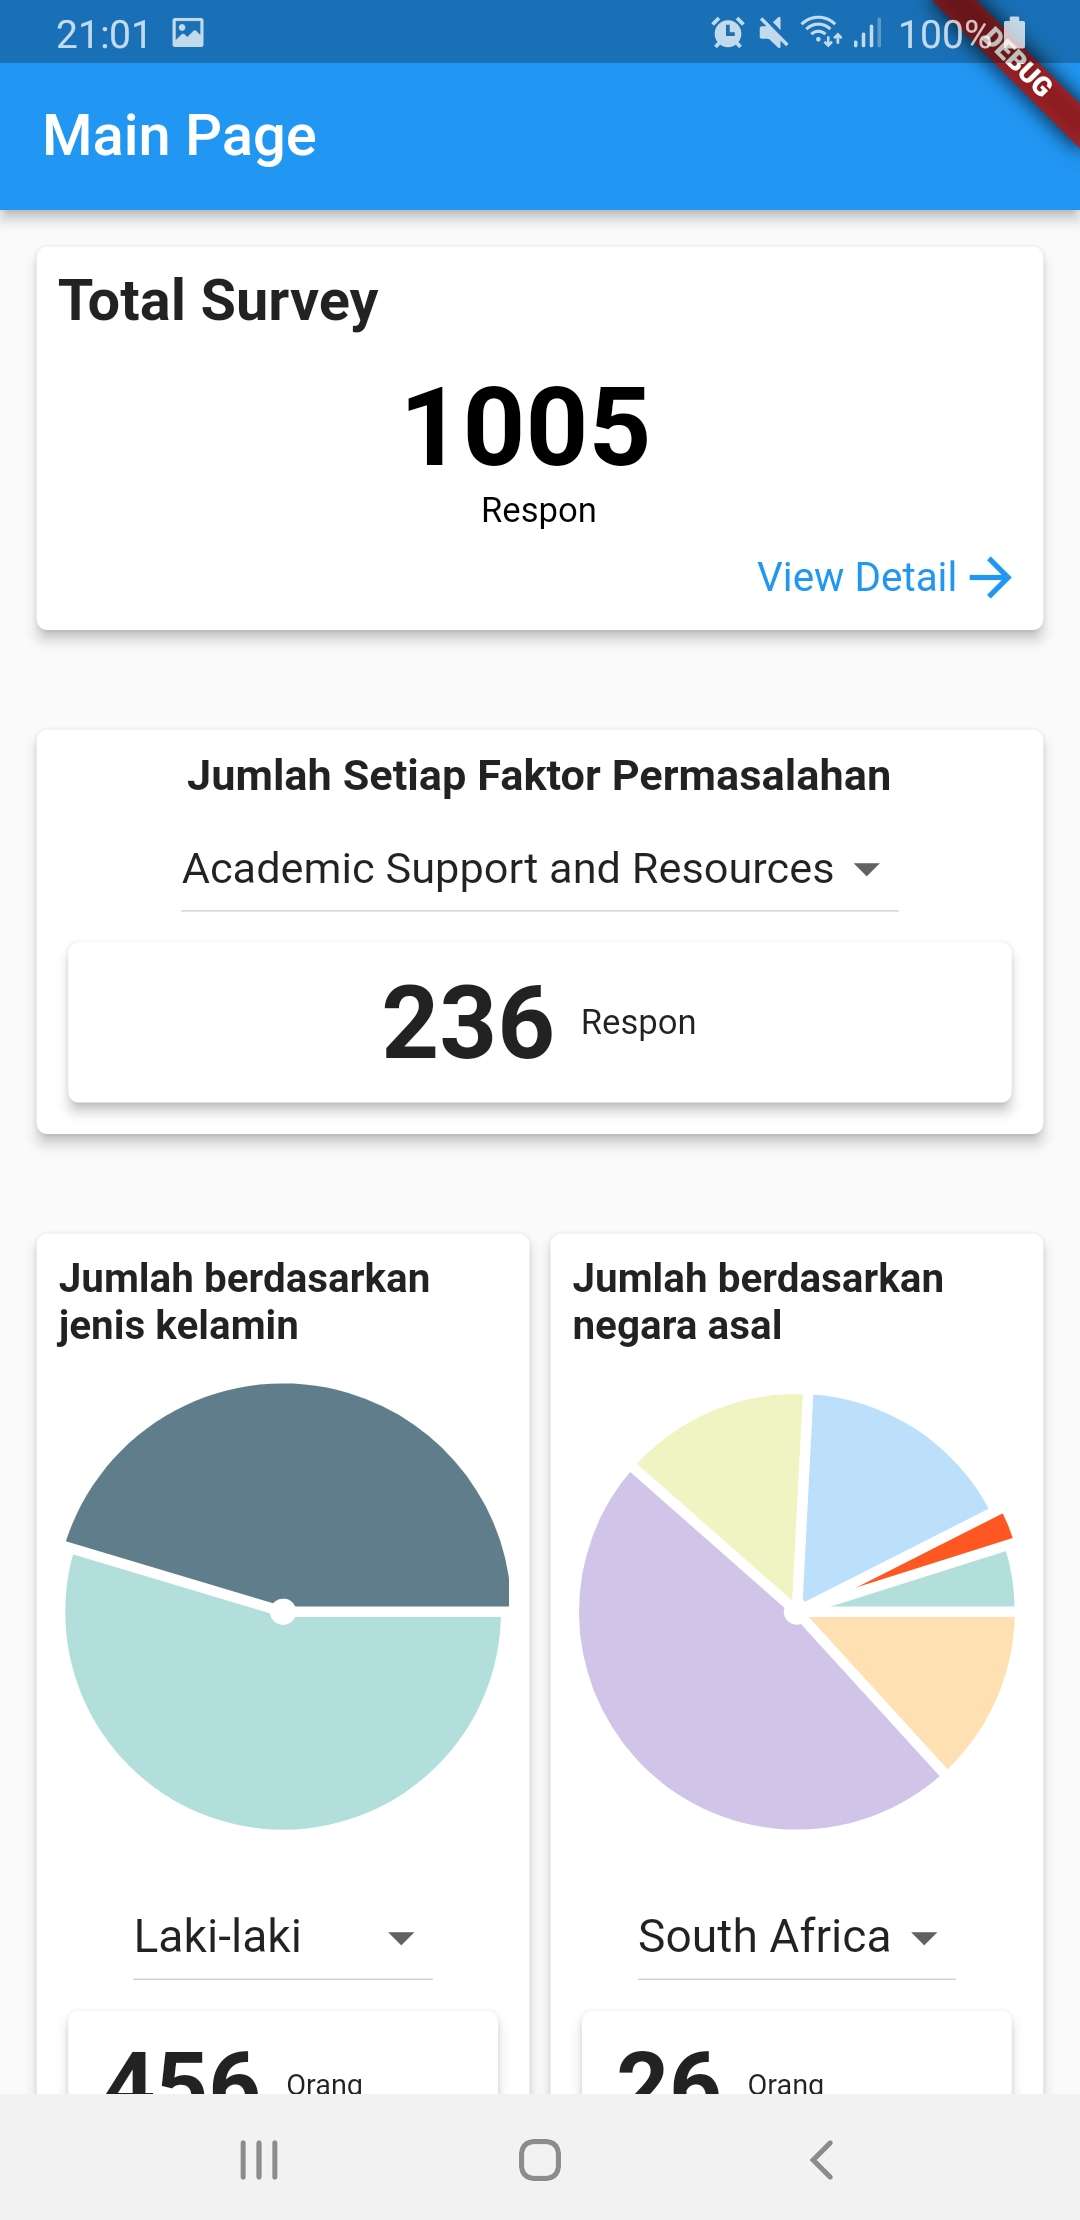 21:01
100%
DEBUG
Main Page
Total Survey
1005
Respon
View Detail
Jumlah Setiap Faktor Permasalahan
Academic Support and Resources
236 Respon
Jumlah berdasarkan
jenis kelamin
Jumlah berdasarkan
negara asal
Laki-laki
South Africa
456 Orang
26 Orang